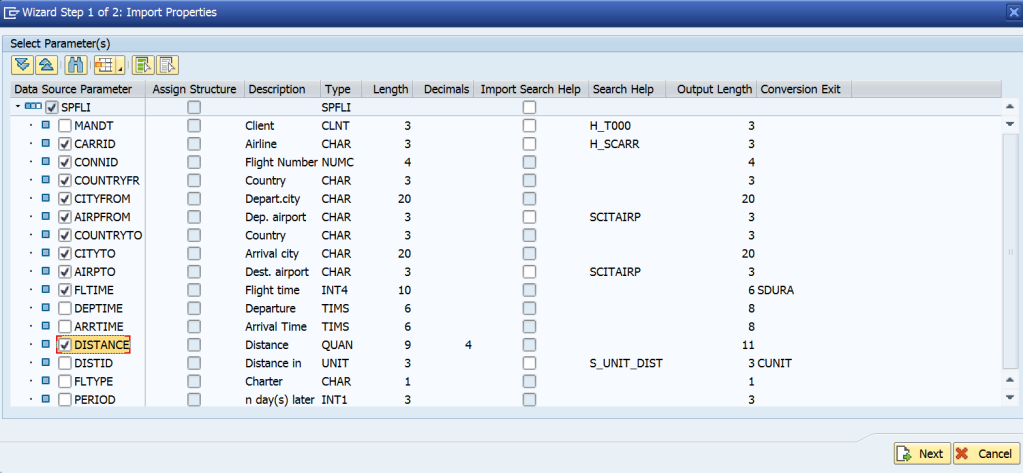 Wizard Step 1 of 2: Import Properties
Select Parameter(s)
Data Source Parameter Assign Structure Description Type Length Decimals Import Search Help Search Help Output Length Conversion Exit
SPFLI SPFLI
MANDT Client CLNT 3 H_T000 3
CARRID Airline CHAR 3 H_SCARR 3
CONNID Flight Number NUMC 4 4
COUNTRYFR Country CHAR 3 3
CITYFROM Depart.city CHAR 20 20
AIRPFROM Dep. airport CHAR 3 SCITAIRP 3
COUNTRYTO Country CHAR 3 3
CITYTO Arrival city CHAR 20 20
AIRPTO Dest. airport CHAR 3 SCITAIRP 3
FLTIME Flight time INT4 10 6 SDURA
DEPTIME Departure TIMS 6 8
ARRTIME Arrival Time TIMS 6 8
DISTANCE Distance QUAN 9 4 11
DISTID Distance in UNIT 3 S_UNIT_DIST 3 CUNIT
FLTYPE Charter CHAR 1 1
PERIOD n day(s) later INT1 3 3
Next Cancel